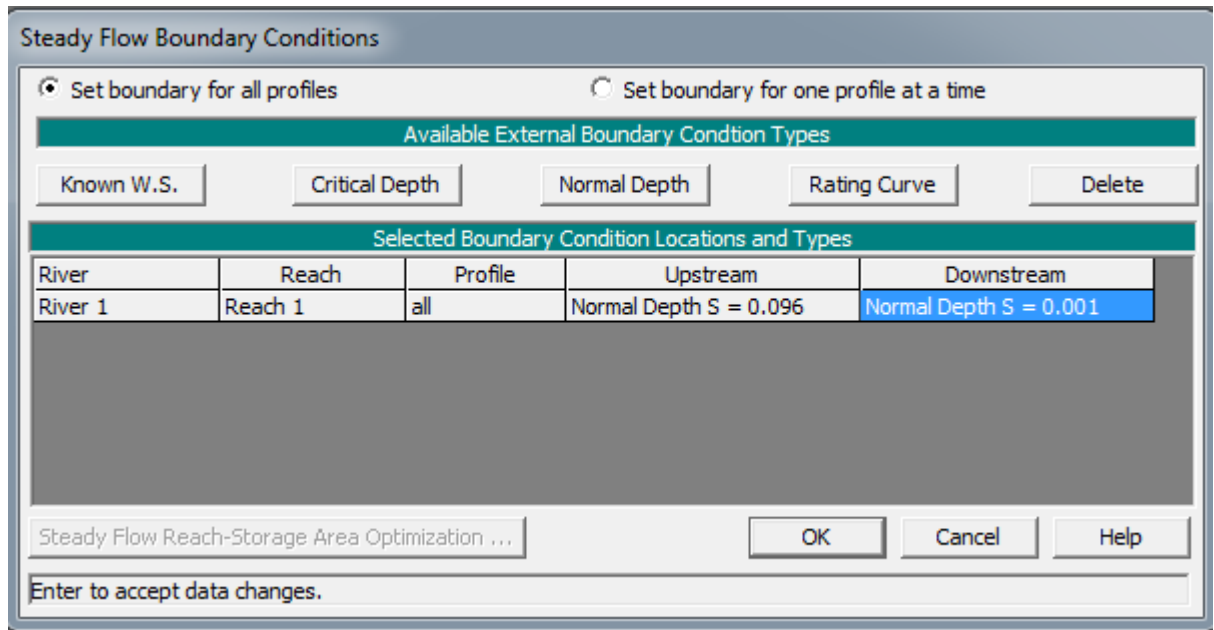 Steady Flow Boundary Conditions
Set boundary for all profiles Set boundary for one profile at a time
Available External Boundary Condtion Types
Known W.S. Critical Depth Normal Depth Rating Curve Delete
Selected Boundary Condition Locations and Types
River Reach Profile Upstream Downstream
River 1 Reach 1 all Normal Depth S = 0.096 Normal Depth S = 0.001
Steady Flow Reach-Storage Area Optimization ... OK Cancel Help
Enter to accept data changes.